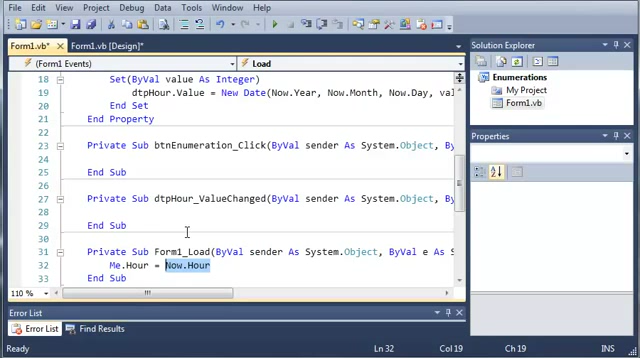 File Edit View Project Debug Data Tools Window Help
Form1.vb* Form1.vb [Design]*
(Form1 Events) Load
18 Set(ByVal value As Integer)
19 dtpHour.Value = New Date(Now.Year, Now.Month, Now.Day, val
20 End Set
21 End Property
22
23 Private Sub btnEnumeration_Click(ByVal sender As System.Object, By
24
25 End Sub
26
27 Private Sub dtpHour_ValueChanged(ByVal sender As System.Object, By
28
29 End Sub
30
31 Private Sub Form1_Load(ByVal sender As System.Object, ByVal e As S
32 Me.Hour = Now.Hour
33 End Sub
110 %
Solution Explorer
Enumerations
My Project
Form1.vb
Properties
Error List
Error List Find Results
Ready Ln 32 Col 19 Ch 19 INS